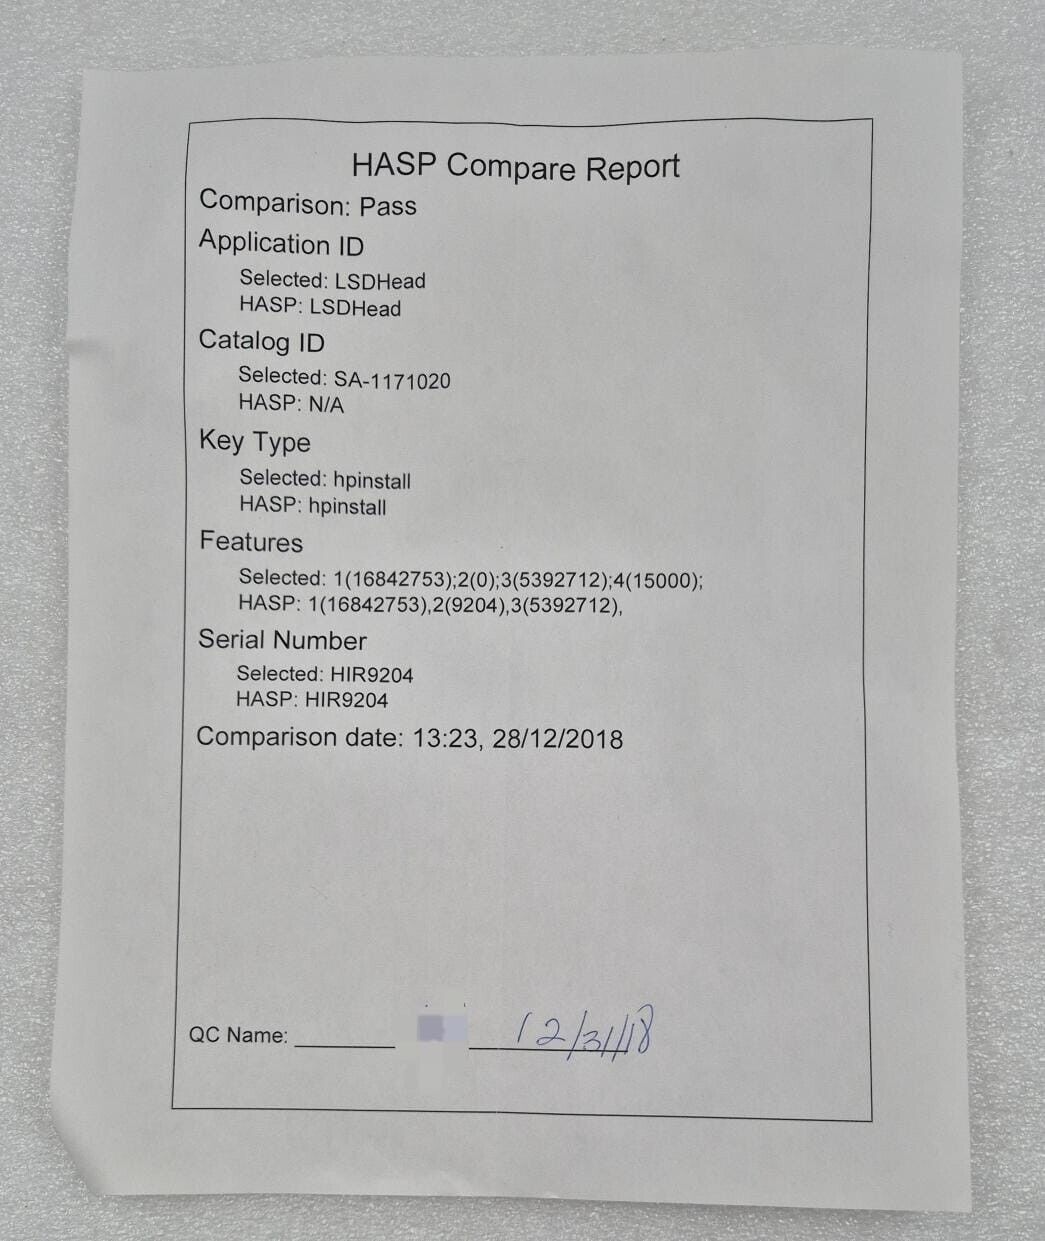 HASP Compare Report
Comparison: Pass
Application ID
Selected: LSDHead
HASP: LSDHead
Catalog ID
Selected: SA-1171020
HASP: N/A
Key Type
Selected: hpinstall
HASP: hpinstall
Features
Selected: 1(16842753);2(0);3(5392712);4(15000);
HASP: 1(16842753),2(9204),3(5392712),
Serial Number
Selected: HIR9204
HASP: HIR9204
Comparison date: 13:23, 28/12/2018
QC Name: 12/31/18